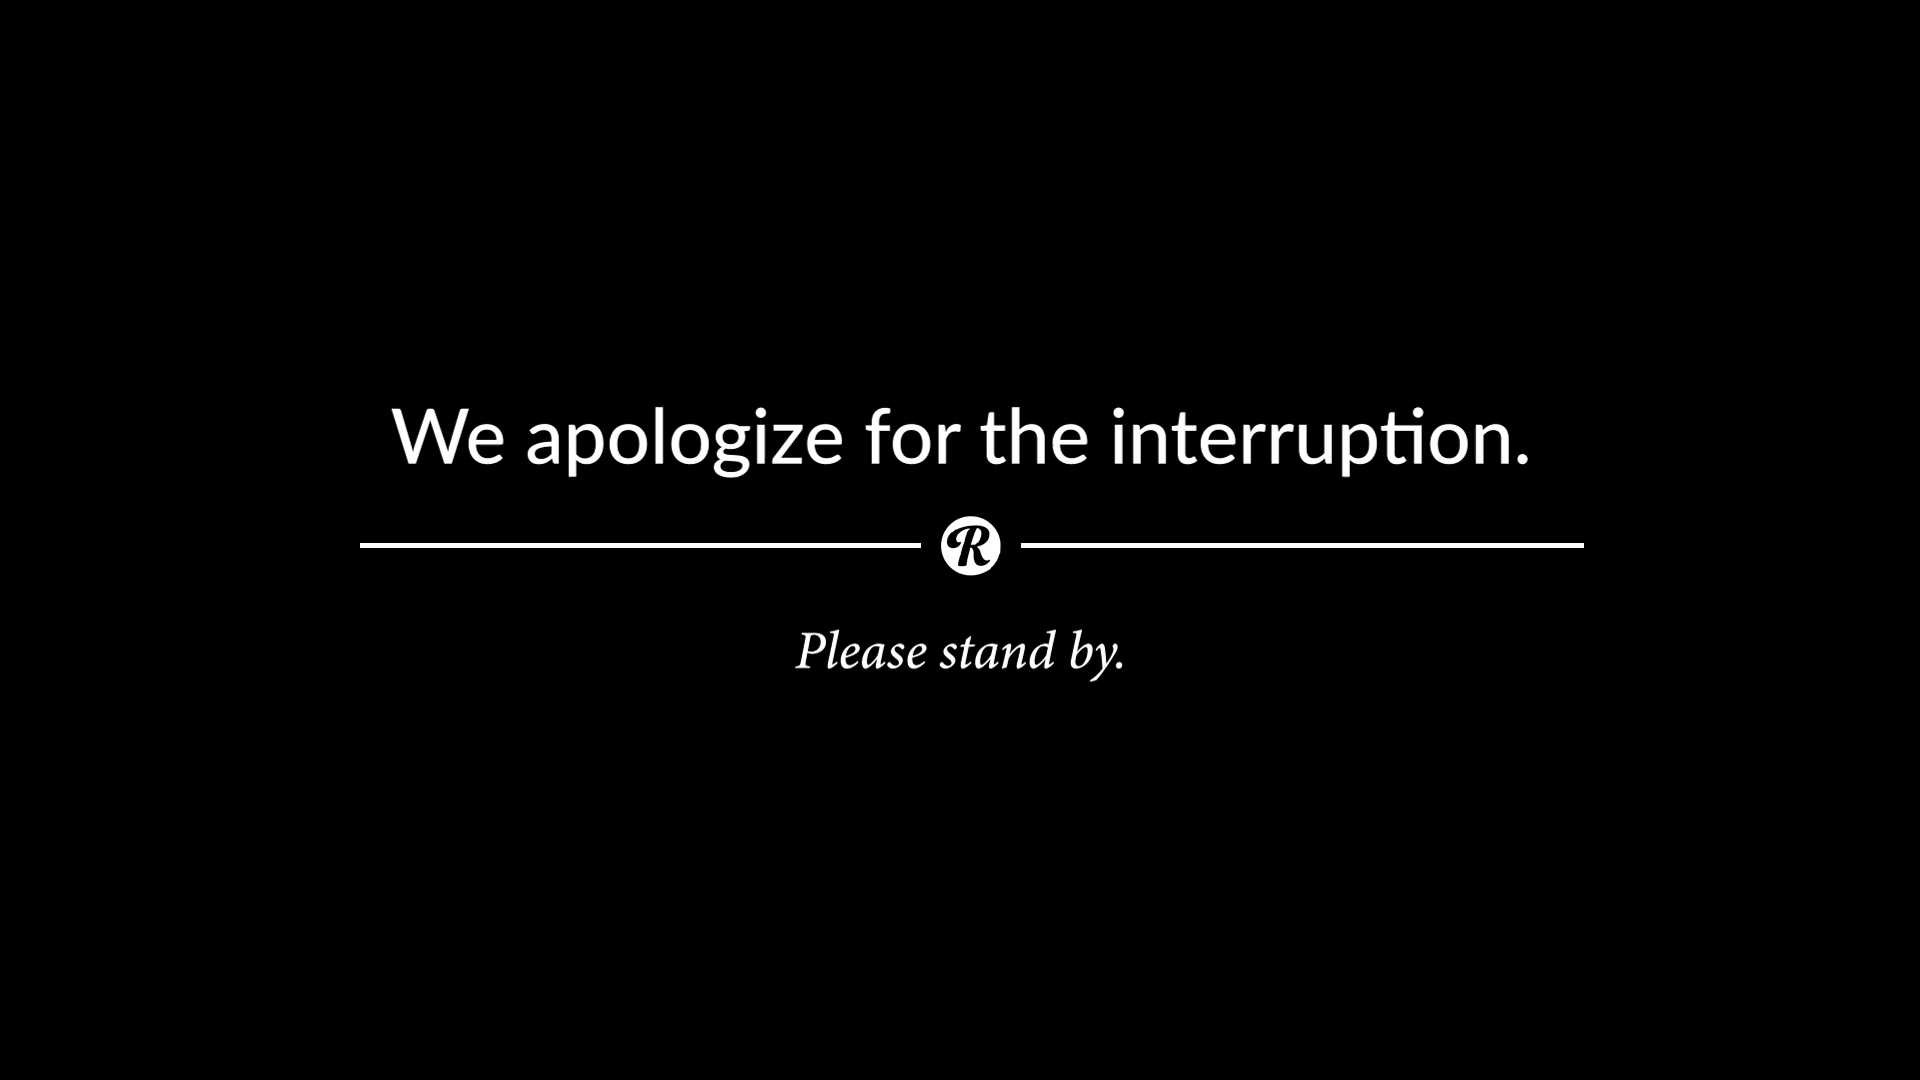 We apologize for the interruption.
R
Please stand by.